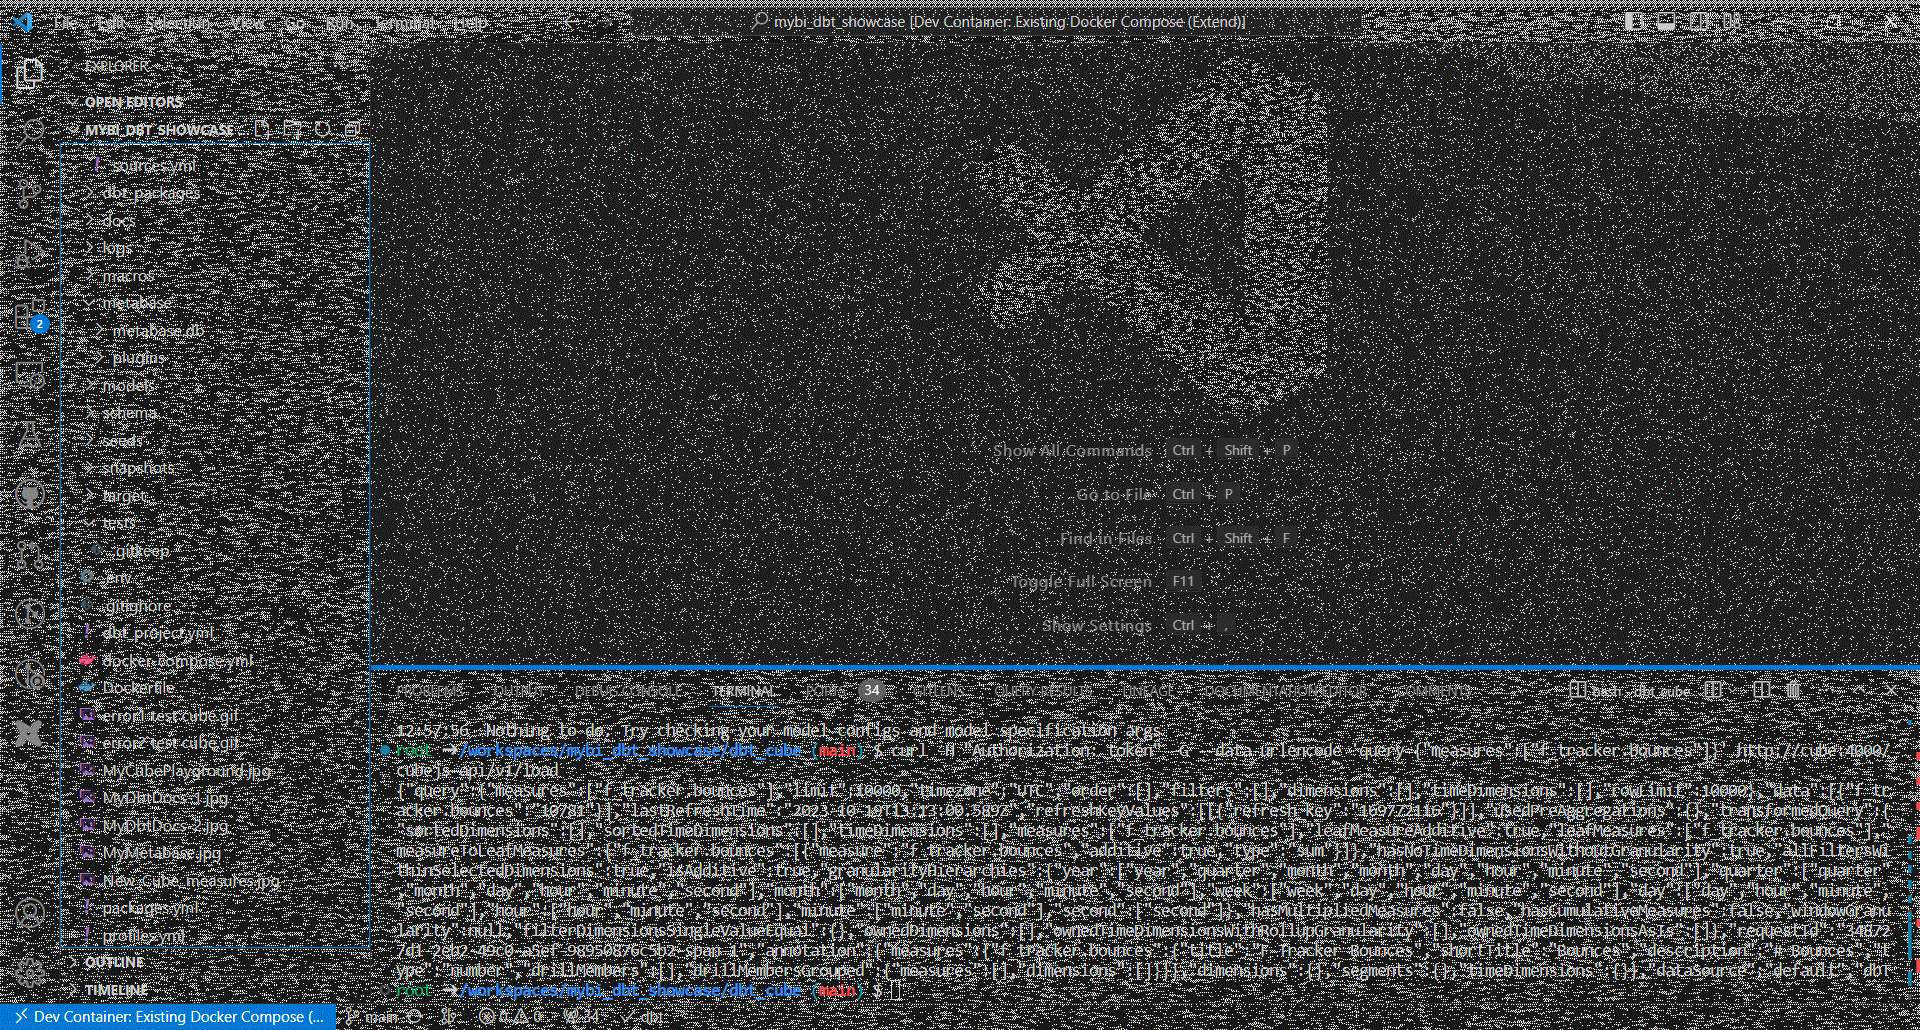 File Edit Selection View Go Run Terminal Help
mybi_dbt_showcase [Dev Container: Existing Docker Compose (Extend)]
EXPLORER
OPEN EDITORS
MYBI_DBT_SHOWCASE
sources.yml
dbt_packages
docs
logs
macros
metabase
metabase.db
plugins
models
schema
seeds
snapshots
target
tests
.gitkeep
.env
.gitignore
dbt_project.yml
docker-compose.yml
Dockerfile
error1-test.cube.gif
error2-test.cube.gif
MyCubePlayground.jpg
MyDbtDocs-1.jpg
MyDbtDocs-2.jpg
MyMetabase.jpg
New Cube measures.jpg
packages.yml
profiles.yml
OUTLINE
TIMELINE
2
Show All Commands Ctrl + Shift + P
Go to File Ctrl + P
Find in Files Ctrl + Shift + F
Toggle Full Screen F11
Show Settings Ctrl + ,
PROBLEMS OUTPUT DEBUG CONSOLE TERMINAL PORTS 34 GITLENS QUERY RESULTS LINEAGE DOCUMENTATION EDITOR COMMENTS bash - dbt_cube
12:57:56 Nothing to do. Try checking your model configs and model specification args
root ➜ /workspaces/mybi_dbt_showcase/dbt_cube (main) $ curl -H "Authorization: token" -G --data-urlencode 'query={"measures":["f_tracker.bounces"]}' http://cube:4000/
cubejs-api/v1/load
{"query":{"measures":["f_tracker.bounces"],"limit":10000,"timezone":"UTC","order":[],"filters":[],"dimensions":[],"timeDimensions":[],"rowLimit":10000},"data":[{"f_tr
acker.bounces":"10781"}],"lastRefreshTime":"2023-10-19T13:13:00.589Z","refreshKeyValues":[[{"refresh_key":"169772116"}]],"usedPreAggregations":{},"transformedQuery":{
"sortedDimensions":[],"sortedTimeDimensions":[],"timeDimensions":[],"measures":["f_tracker.bounces"],"leafMeasureAdditive":true,"leafMeasures":["f_tracker.bounces"],
"measureToLeafMeasures":{"f_tracker.bounces":[{"measure":"f_tracker.bounces","additive":true,"type":"sum"}]},"hasNoTimeDimensionsWithoutGranularity":true,"allFiltersWi
thinSelectedDimensions":true,"isAdditive":true,"granularityHierarchies":{"year":["year","quarter","month","month","day","hour","minute","second"],"quarter":["quarter"
,"month","day","hour","minute","second"],"month":["month","day","hour","minute","second"],"week":["week","day","hour","minute","second"],"day":["day","hour","minute",
"second"],"hour":["hour","minute","second"],"minute":["minute","second"],"second":["second"]},"hasMultipliedMeasures":false,"hasCumulativeMeasures":false,"windowGranu
larity":null,"filterDimensionsSingleValueEqual":{},"ownedDimensions":[],"ownedTimeDimensionsWithRollupGranularity":[],"ownedTimeDimensionsAsIs":[]},"requestId":"34872
7d1-26b2-49c0-a5ef-98950876c5b2-span-1","annotation":{"measures":{"f_tracker.bounces":{"title":"F Tracker Bounces","shortTitle":"Bounces","description":"# Bounces","t
ype":"number","drillMembers":[],"drillMembersGrouped":{"measures":[],"dimensions":[]}}},"dimensions":{},"segments":{},"timeDimensions":{}},"dataSource":"default","dbT
root ➜ /workspaces/mybi_dbt_showcase/dbt_cube (main) $
Dev Container: Existing Docker Compose (... main 0 0 34 dbt